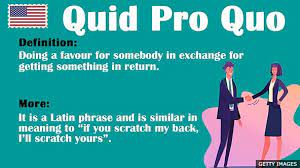 Quid Pro Quo
Definition:
Doing a favour for somebody in exchange for
getting something in return.
More:
It is a Latin phrase and is similar in
meaning to “if you scratch my back,
I’ll scratch yours”.
GETTY IMAGES